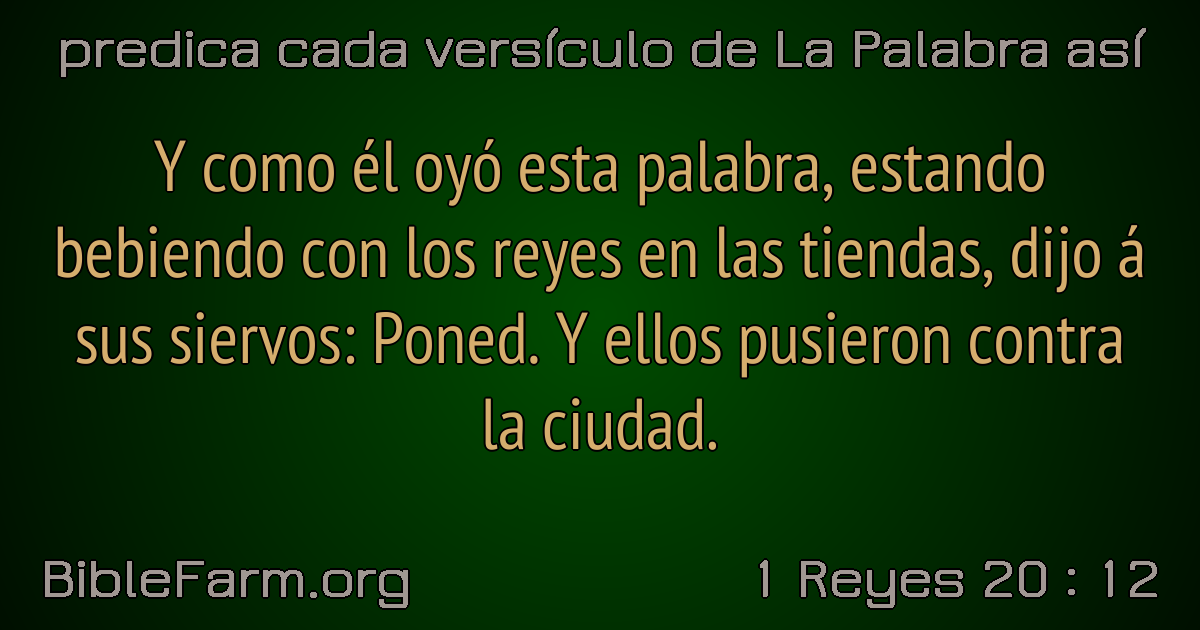 predica cada versículo de La Palabra así
Y como él oyó esta palabra, estando
bebiendo con los reyes en las tiendas, dijo á
sus siervos: Poned. Y ellos pusieron contra
la ciudad.
BibleFarm.org
1 Reyes 20 : 12